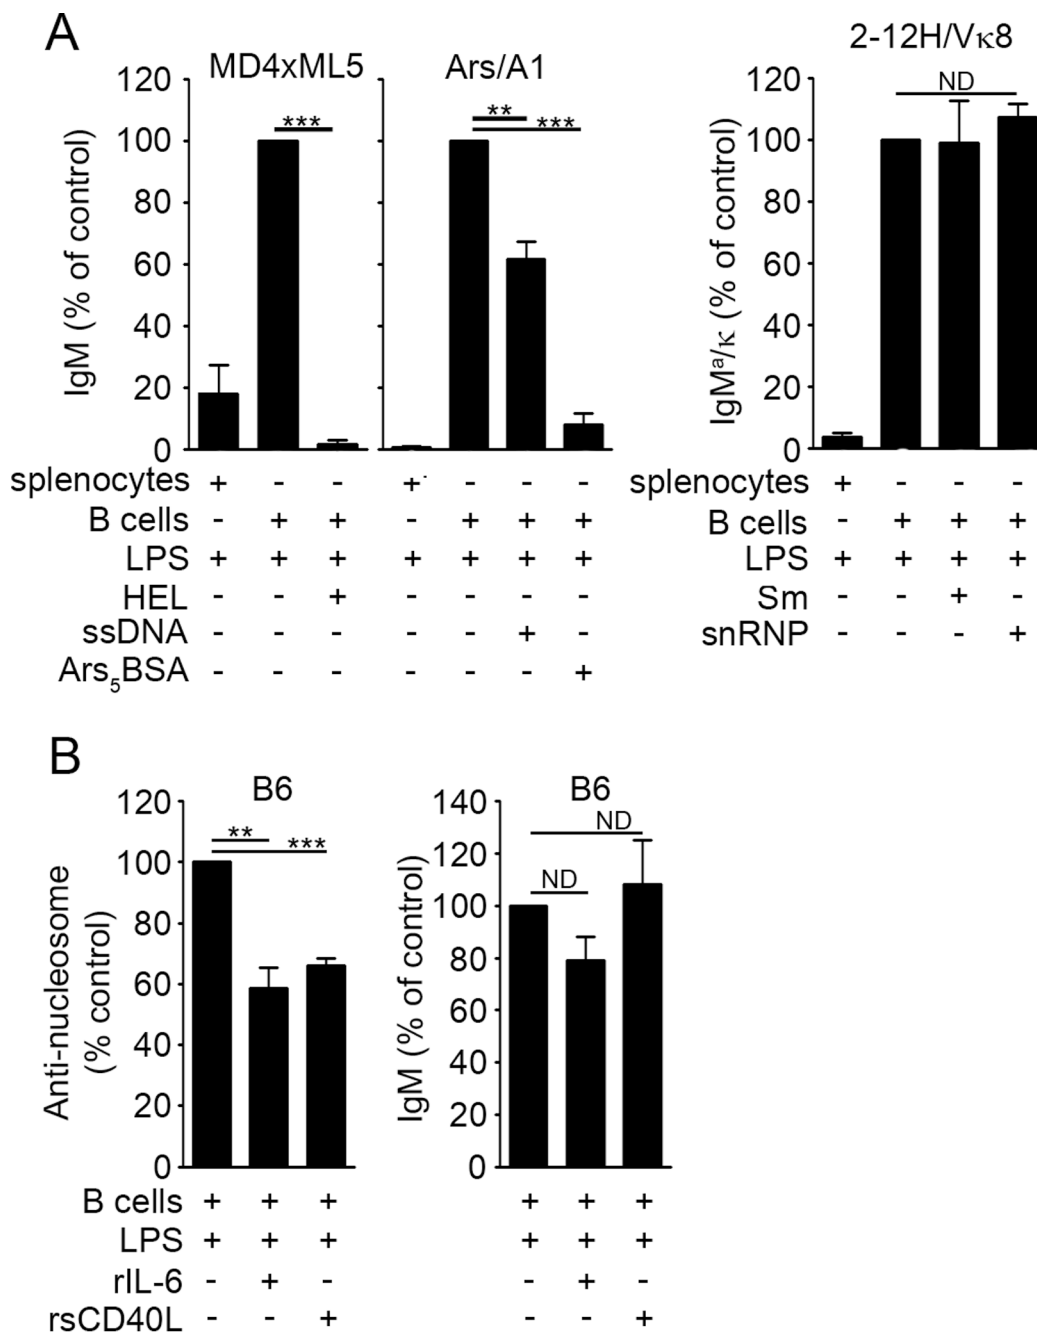 A
MD4xML5
Ars/A1
2-12H/Vκ8
IgM (% of control)
120
100
80
60
40
20
0
***
**
***
IgMᵃ/κ (% of control)
120
100
80
60
40
20
0
ND
splenocytes + - - + - - -
B cells - + + - + + +
LPS + + + + + + +
HEL - - + - - - -
ssDNA - - - - - + -
Ars₅BSA - - - - - - +
splenocytes + - - -
B cells - + + +
LPS + + + +
Sm - - + -
snRNP - - - +
B
B6
Anti-nucleosome
(% control)
120
100
80
60
40
20
0
**
***
B cells + + +
LPS + + +
rIL-6 - + -
rsCD40L - - +
B6
IgM (% of control)
140
120
100
80
60
40
20
0
ND
ND
+ + +
+ + +
- + -
- - +